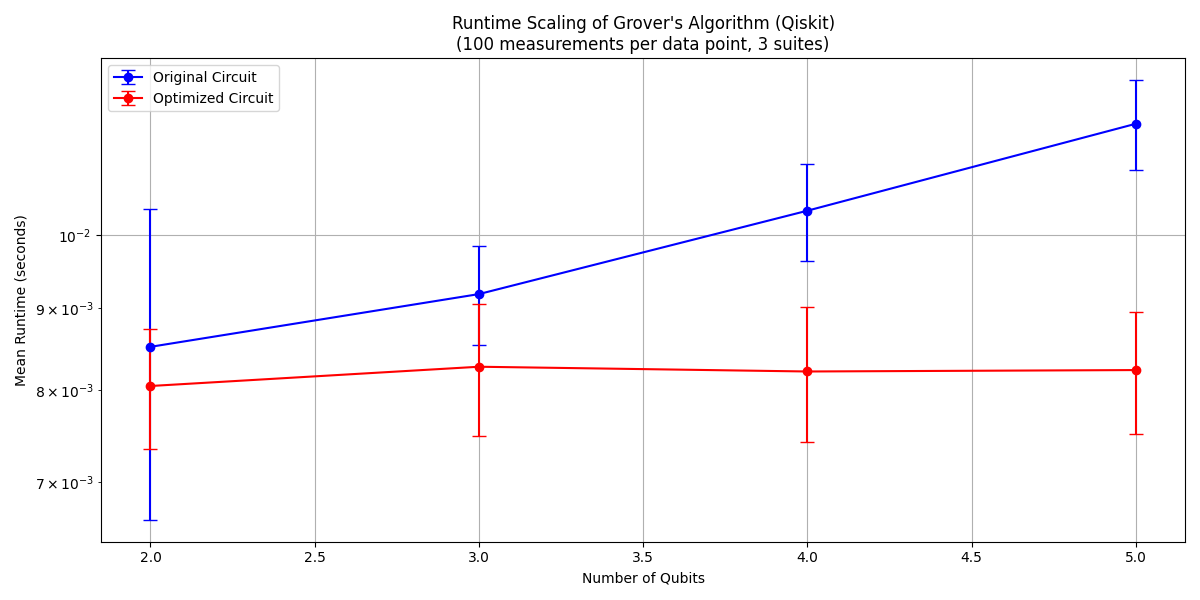 Runtime Scaling of Grover's Algorithm (Qiskit)
(100 measurements per data point, 3 suites)
Original Circuit
Optimized Circuit
Mean Runtime (seconds)
10⁻²
9 × 10⁻³
8 × 10⁻³
7 × 10⁻³
2.0 2.5 3.0 3.5 4.0 4.5 5.0
Number of Qubits